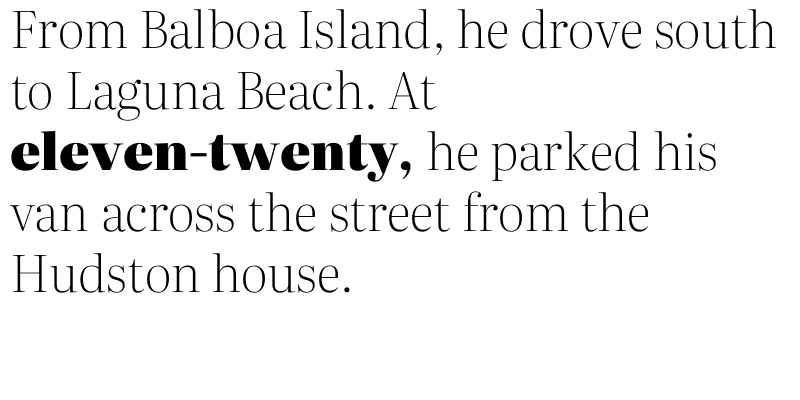 From Balboa Island, he drove south
to Laguna Beach. At
eleven-twenty, he parked his
van across the street from the
Hudston house.